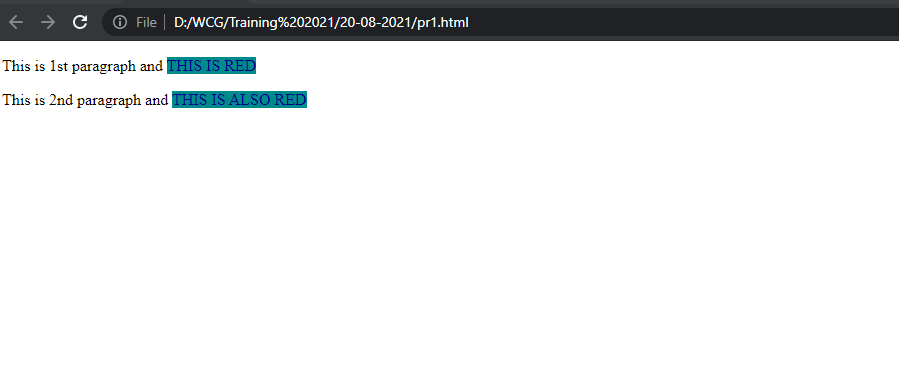 File D:/WCG/Training%202021/20-08-2021/pr1.html
This is 1st paragraph and THIS IS RED
This is 2nd paragraph and THIS IS ALSO RED